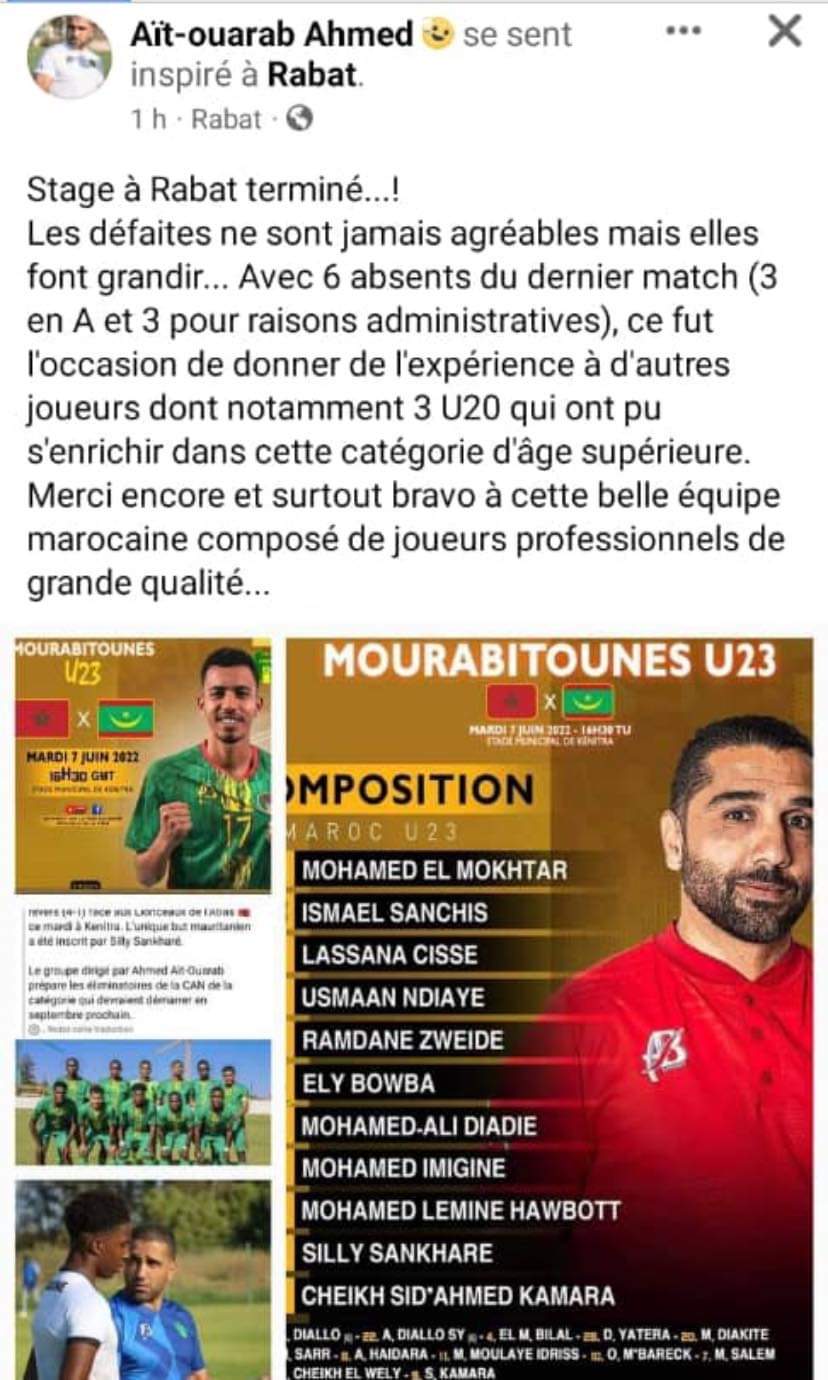 Aït-ouarab Ahmed se sent
inspiré à Rabat.
1 h · Rabat ·
Stage à Rabat terminé...!
Les défaites ne sont jamais agréables mais elles
font grandir... Avec 6 absents du dernier match (3
en A et 3 pour raisons administratives), ce fut
l'occasion de donner de l'expérience à d'autres
joueurs dont notamment 3 U20 qui ont pu
s'enrichir dans cette catégorie d'âge supérieure.
Merci encore et surtout bravo à cette belle équipe
marocaine composé de joueurs professionnels de
grande qualité...
MOURABITOUNES
U23
X
MARDI 7 JUIN 2022
16H30 GMT
17
revers (4-1) face aux Lionceaux de l'Atlas
ce mardi à Kenitra. L'unique but mauritanien
a été inscrit par Silly Sankharé.
Le groupe dirigé par Ahmed Aït-Ouarab
prépare les éliminatoires de la CAN de la
catégorie qui devraient démarrer en
septembre prochain.
MOURABITOUNES U23
X
MARDI 7 JUIN 2022 - 16H30 TU
STADE MUNICIPAL DE KENITRA
OMPOSITION
MAROC U23
MOHAMED EL MOKHTAR
ISMAEL SANCHIS
LASSANA CISSE
USMAAN NDIAYE
RAMDANE ZWEIDE
ELY BOWBA
MOHAMED-ALI DIADIE
MOHAMED IMIGINE
MOHAMED LEMINE HAWBOTT
SILLY SANKHARE
CHEIKH SID'AHMED KAMARA
DIALLO - 22. A, DIALLO SY - 4. EL M, BILAL - D, YATERA - 20. M, DIAKITE
SARR - A, HAIDARA - 11. M, MOULAYE IDRISS - O, M'BARECK - 7. M, SALEM
CHEIKH EL WELY - S, KAMARA